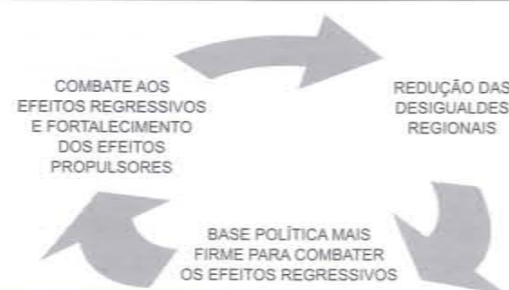 COMBATE AOS
EFEITOS REGRESSIVOS
E FORTALECIMENTO
DOS EFEITOS
PROPULSORES
REDUÇÃO DAS
DESIGUALDES
REGIONAIS
BASE POLÍTICA MAIS
FIRME PARA COMBATER
OS EFEITOS REGRESSIVOS